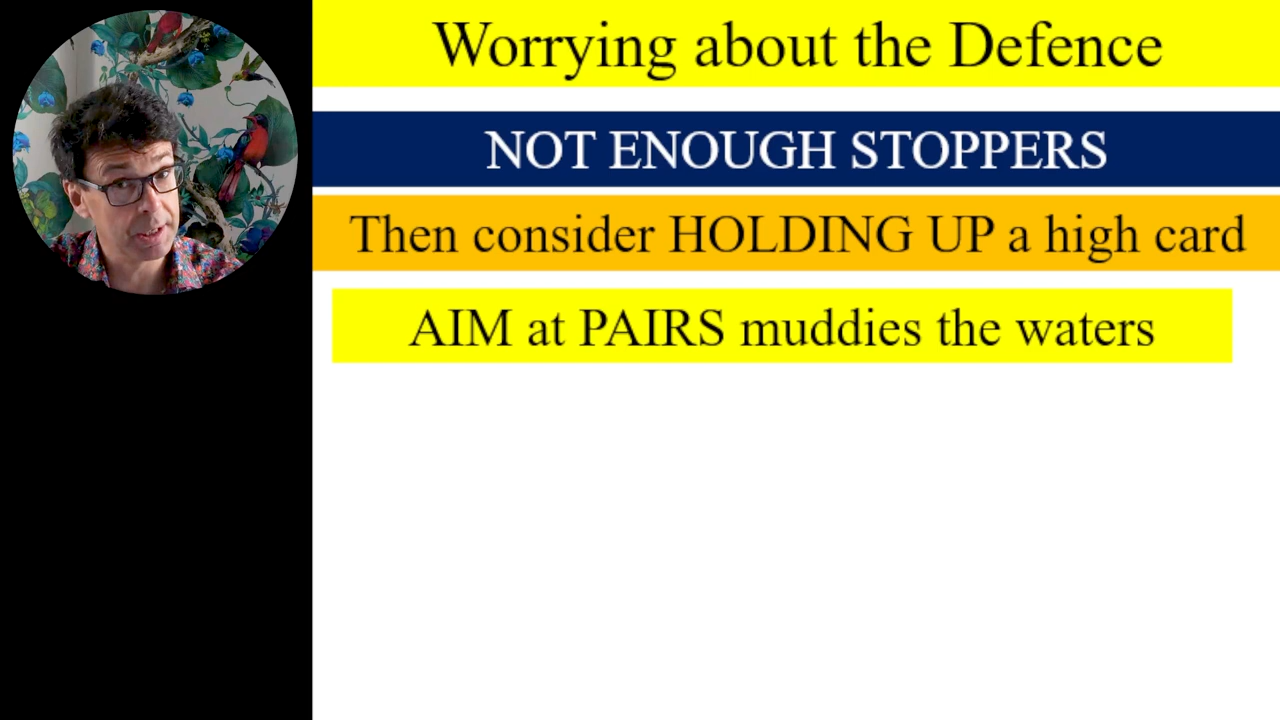 Worrying about the Defence
NOT ENOUGH STOPPERS
Then consider HOLDING UP a high card
AIM at PAIRS muddies the waters